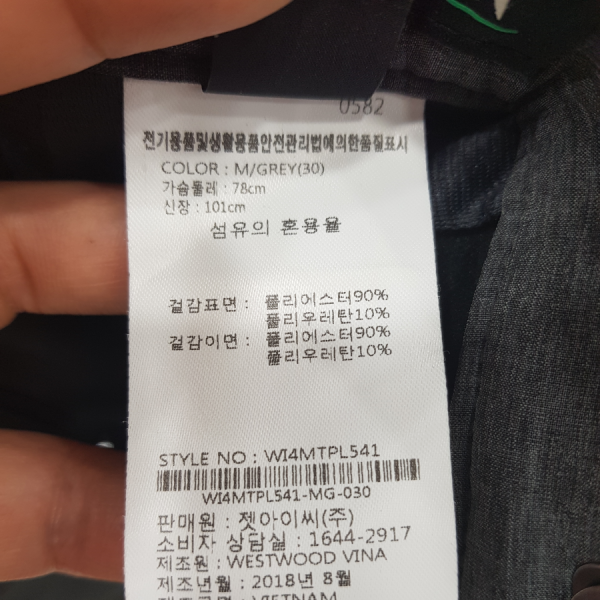 0582
전기용품및생활용품안전관리법에의한품질표시
COLOR : M/GREY(30)
가슴둘레 : 78cm
신장 : 101cm
섬유의 혼용율
겉감표면 : 폴리에스터90%
폴리우레탄10%
겉감이면 : 폴리에스터90%
폴리우레탄10%
STYLE NO : WI4MTPL541
WI4MTPL541-MG-030
판매원 : 젯아이씨(주)
소비자 상담실 : 1644-2917
제조원 : WESTWOOD VINA
제조년월 : 2018년 8월
제조국명 : VIETNAM